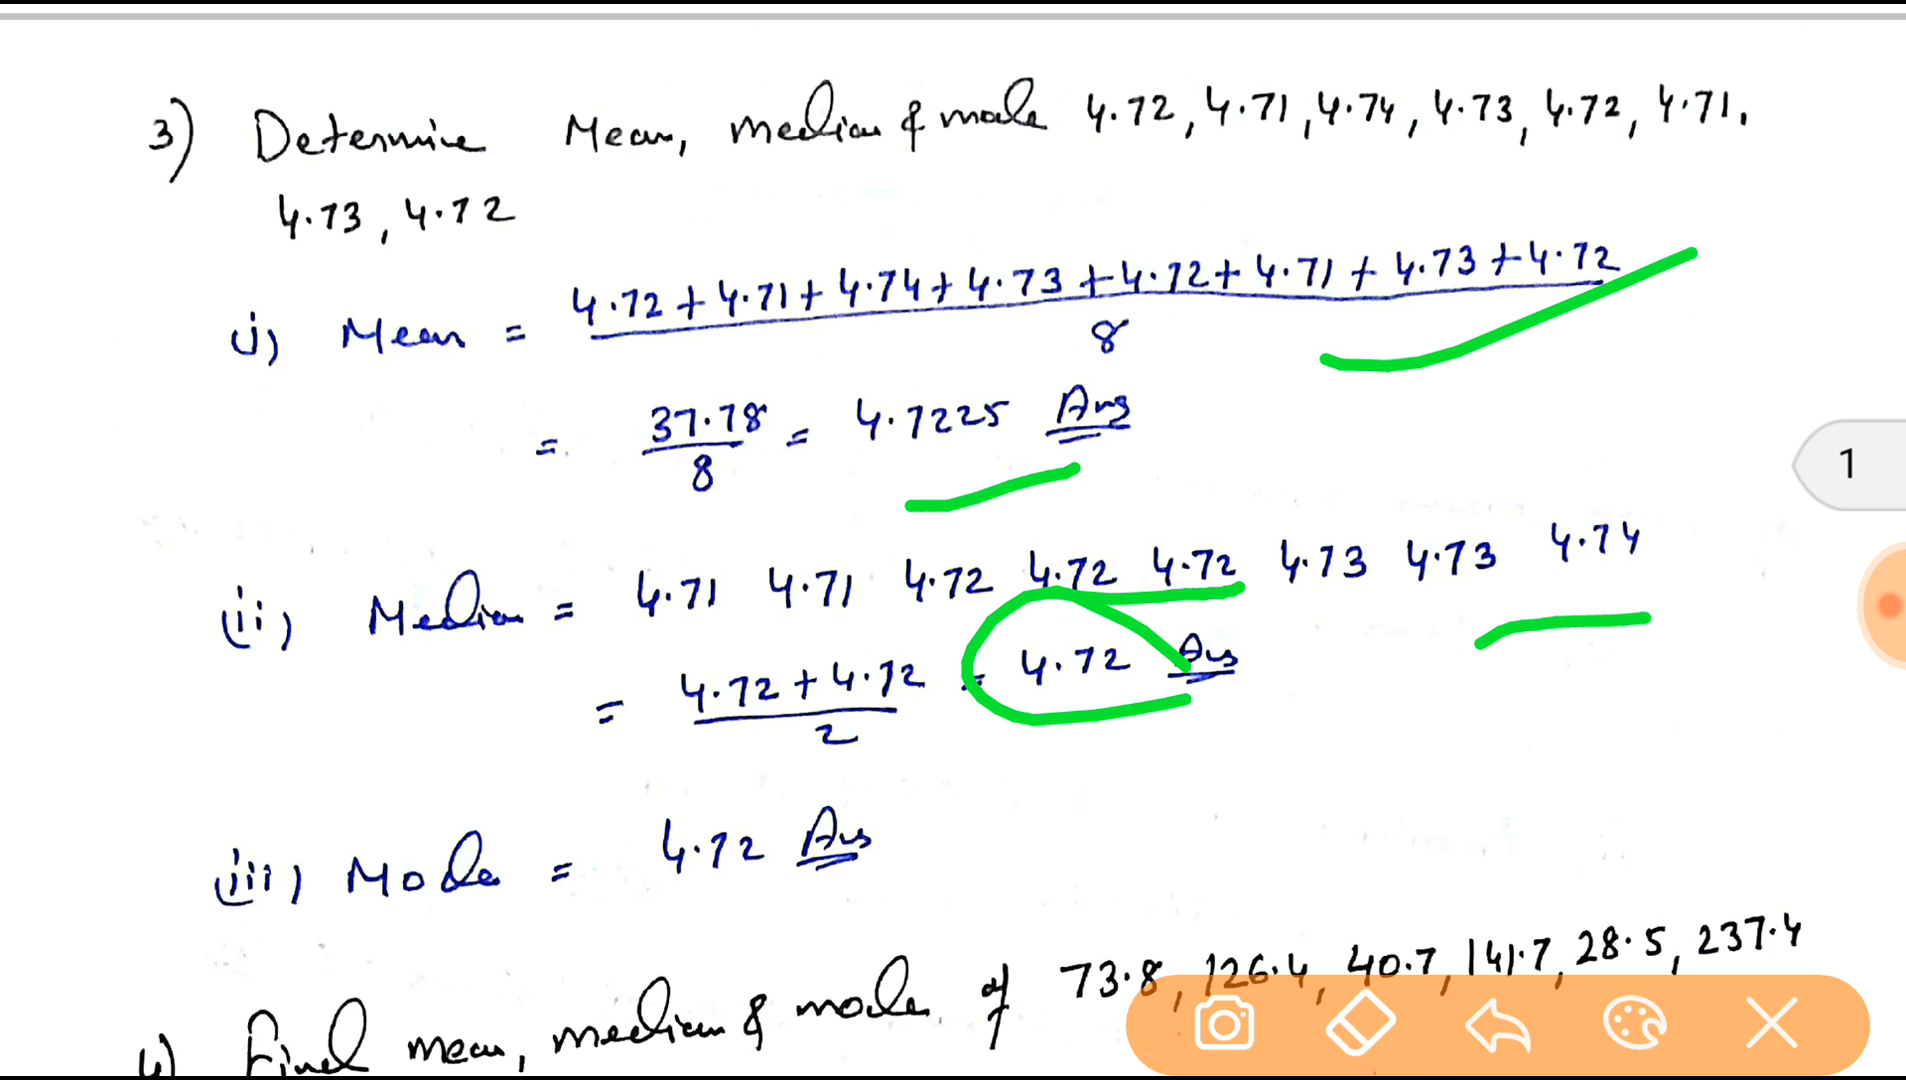 3) Determine Mean, median & mode 4.72, 4.71, 4.74, 4.73, 4.72, 4.71,
4.73, 4.72
(i) Mean = 4.72 + 4.71 + 4.74 + 4.73 + 4.72 + 4.71 + 4.73 + 4.72
8
= 37.78 = 4.7225 Ans
8
(ii) Median = 4.71 4.71 4.72 4.72 4.72 4.73 4.73 4.74
= 4.72 + 4.72 = 4.72 Ans
2
(iii) Mode = 4.72 Ans
4) Find mean, median & mode of 73.8, 126.4, 40.7, 141.7, 28.5, 237.4
1